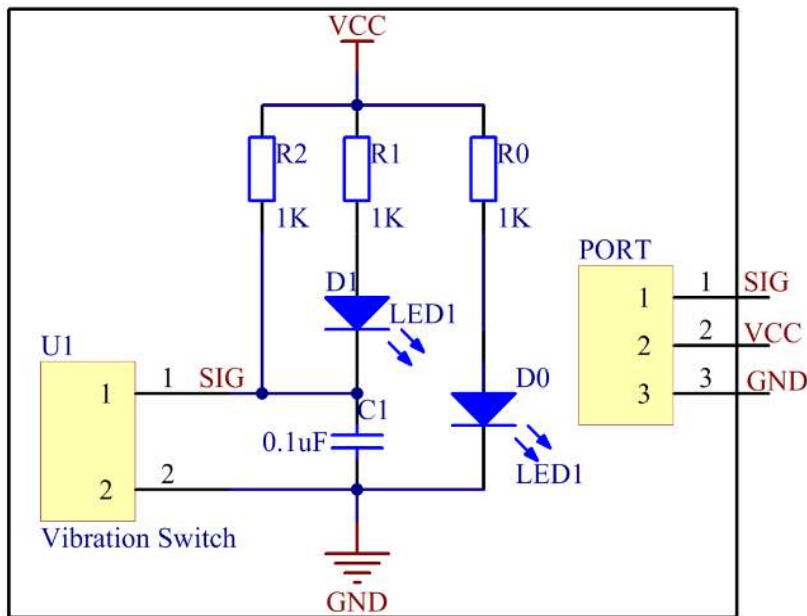 VCC
R2
R1
R0
1K
1K
1K
PORT
1
1
SIG
2
2
VCC
3
3
GND
D1
LED1
U1
1
1
SIG
D0
C1
0.1uF
LED1
2
2
Vibration Switch
GND